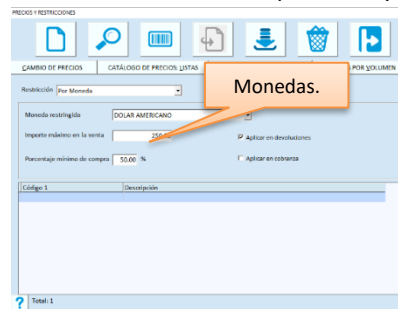 PRECIOS Y RESTRICCIONES
CAMBIO DE PRECIOS CATÁLOGO DE PRECIOS: LISTAS POR VOLUMEN
Monedas.
Restricción Por Moneda
Moneda restringida DOLAR AMERICANO
Importe máximo en la venta Aplicar en devoluciones
Porcentaje mínimo de compra 50.00 % Aplicar en cobranza
Código 1 Descripción
? Total: 1